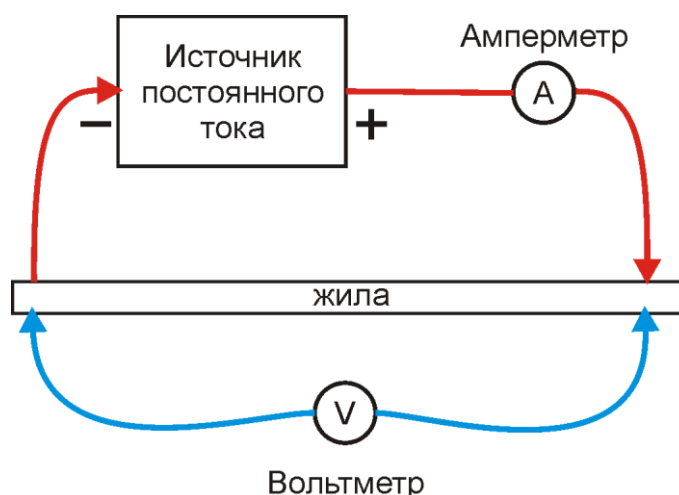 Источник
постоянного
тока
Амперметр
A
− +
жила
V
Вольтметр